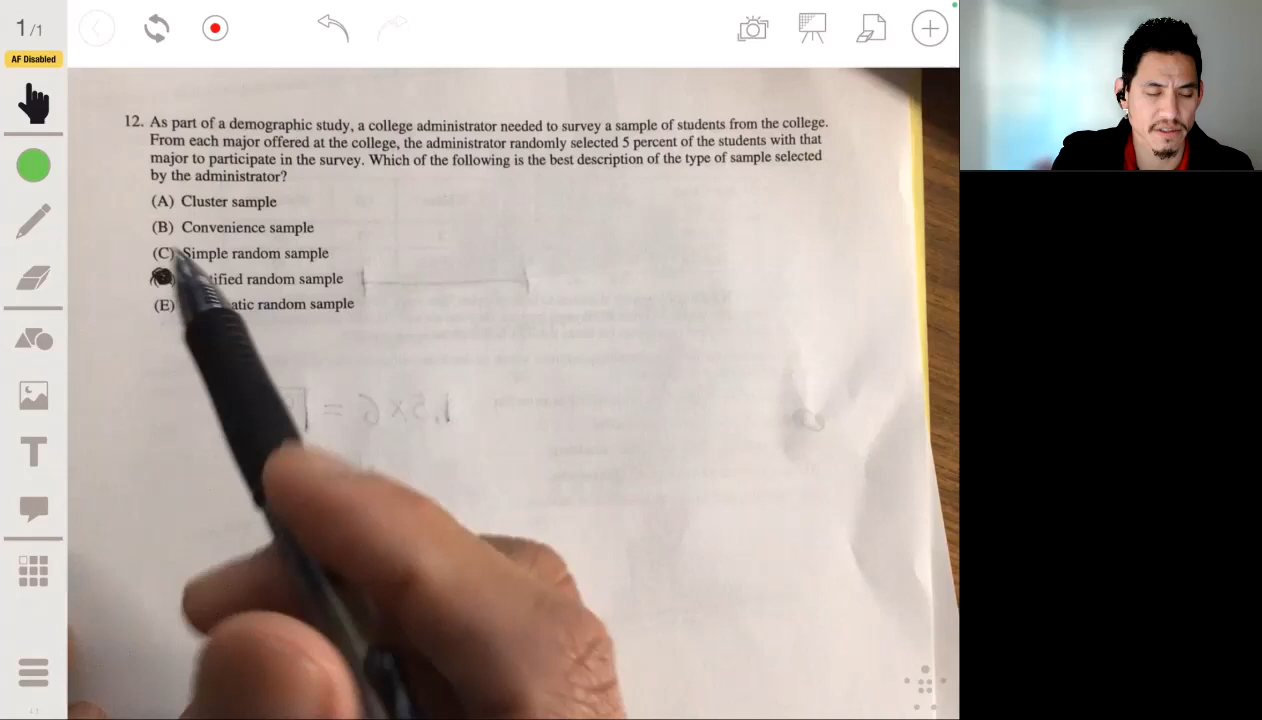 1/1
AF Disabled
12. As part of a demographic study, a college administrator needed to survey a sample of students from the college.
From each major offered at the college, the administrator randomly selected 5 percent of the students with that
major to participate in the survey. Which of the following is the best description of the type of sample selected
by the administrator?
(A) Cluster sample
(B) Convenience sample
(C) Simple random sample
tified random sample
(E) atic random sample
T